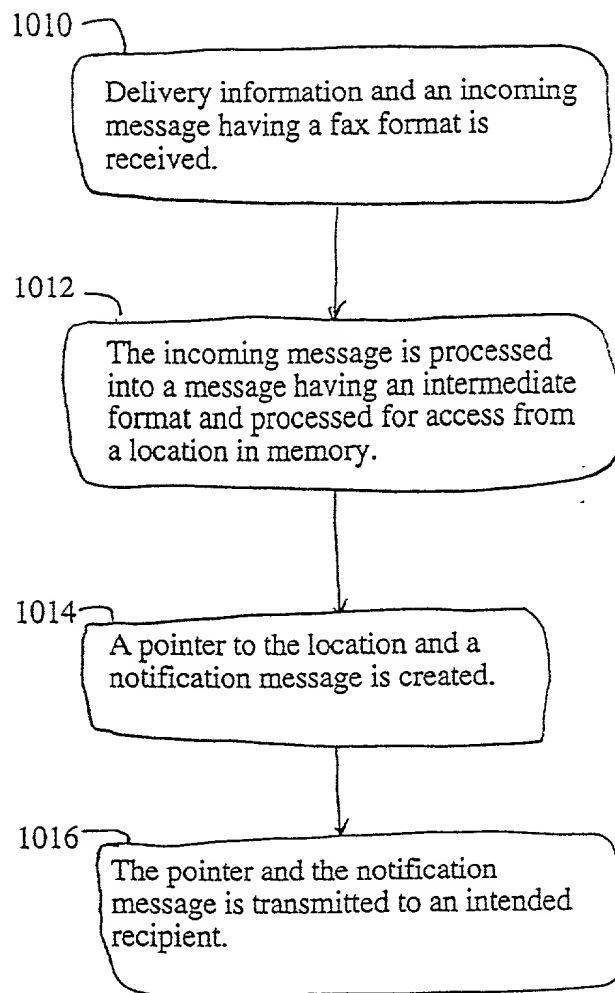 1010
Delivery information and an incoming
message having a fax format is
received.
1012
The incoming message is processed
into a message having an intermediate
format and processed for access from
a location in memory.
1014
A pointer to the location and a
notification message is created.
1016
The pointer and the notification
message is transmitted to an intended
recipient.